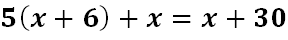 5(x + 6) + x = x + 30